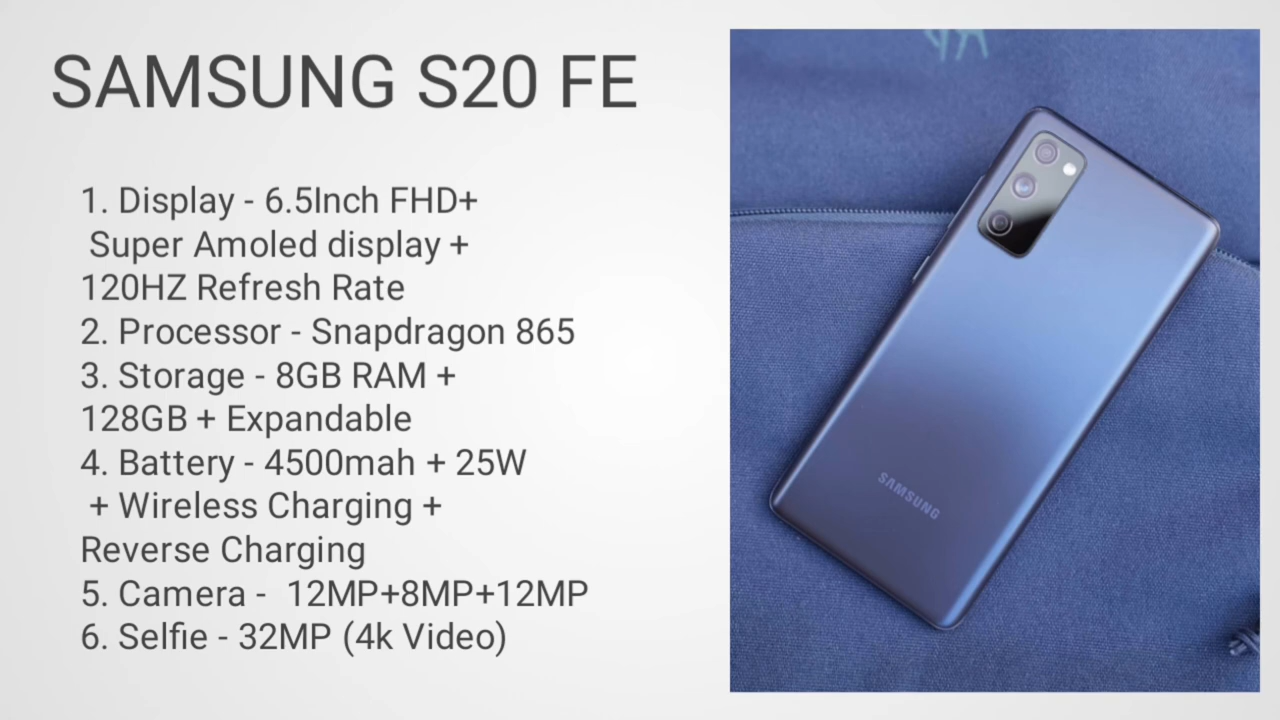 SAMSUNG S20 FE
1. Display - 6.5Inch FHD+
Super Amoled display +
120HZ Refresh Rate
2. Processor - Snapdragon 865
3. Storage - 8GB RAM +
128GB + Expandable
4. Battery - 4500mah + 25W
+ Wireless Charging +
Reverse Charging
5. Camera - 12MP+8MP+12MP
6. Selfie - 32MP (4k Video)
SAMSUNG